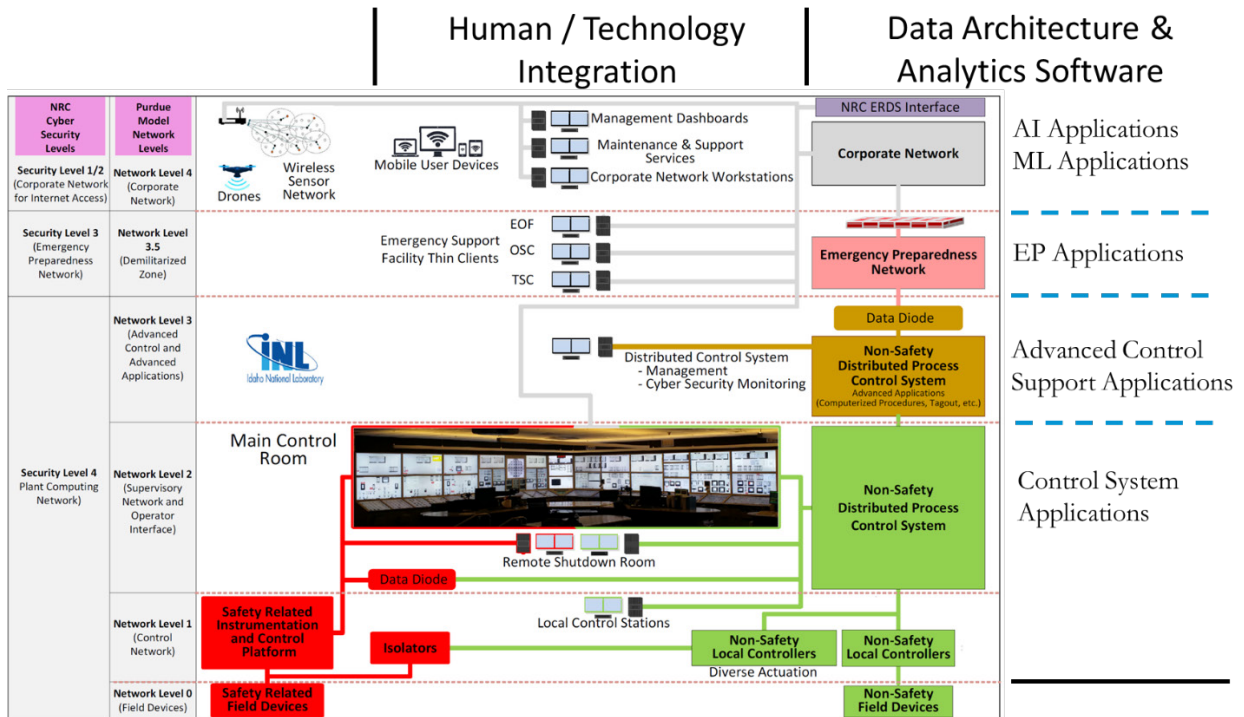 Human / Technology
Integration
Data Architecture &
Analytics Software
NRC
Cyber
Security
Levels
Purdue
Model
Network
Levels
Security Level 1/2
(Corporate Network
for Internet Access)
Network Level 4
(Corporate
Network)
Drones
Wireless
Sensor
Network
Mobile User Devices
Management Dashboards
Maintenance & Support
Services
Corporate Network Workstations
NRC ERDS Interface
Corporate Network
AI Applications
ML Applications
Security Level 3
(Emergency
Preparedness
Network)
Network Level
3.5
(Demilitarized
Zone)
Emergency Support
Facility Thin Clients
EOF
OSC
TSC
Emergency Preparedness
Network
EP Applications
Network Level 3
(Advanced
Control and
Advanced
Applications)
INL
Idaho National Laboratory
Distributed Control System
- Management
- Cyber Security Monitoring
Data Diode
Non-Safety
Distributed Process
Control System
Advanced Applications
(Computerized Procedures, Tagout, etc.)
Advanced Control
Support Applications
Security Level 4
Plant Computing
Network)
Network Level 2
(Supervisory
Network and
Operator
Interface)
Main Control
Room
Remote Shutdown Room
Data Diode
Non-Safety
Distributed Process
Control System
Control System
Applications
Network Level 1
(Control
Network)
Safety Related
Instrumentation
and Control
Platform
Isolators
Local Control Stations
Non-Safety
Local Controllers
Diverse Actuation
Non-Safety
Local Controllers
Network Level 0
(Field Devices)
Safety Related
Field Devices
Non-Safety
Field Devices